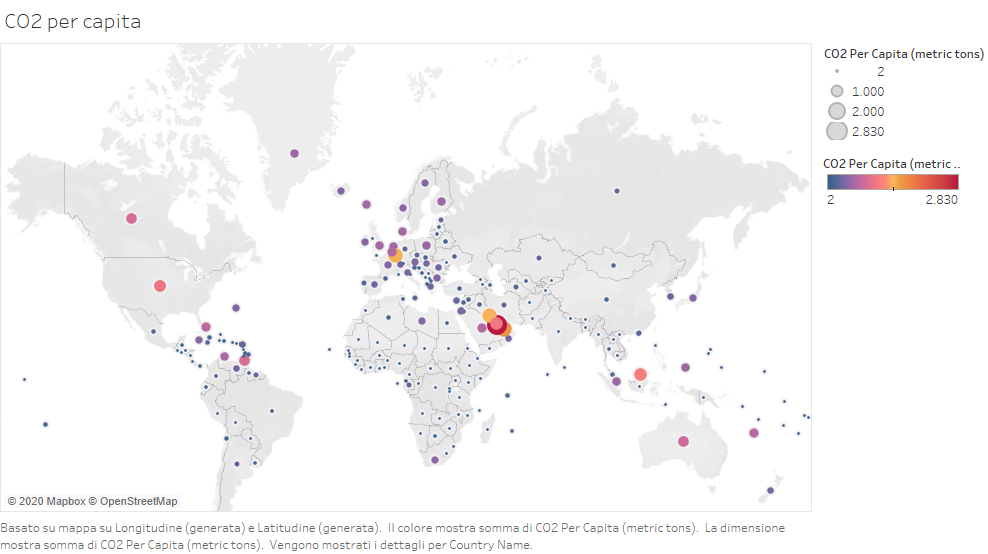 CO2 per capita
CO2 Per Capita (metric tons)
2
1.000
2.000
2.830
CO2 Per Capita (metric ..
2 2.830
© 2020 Mapbox © OpenStreetMap
Basato su mappa su Longitudine (generata) e Latitudine (generata). Il colore mostra somma di CO2 Per Capita (metric tons). La dimensione
mostra somma di CO2 Per Capita (metric tons). Vengono mostrati i dettagli per Country Name.